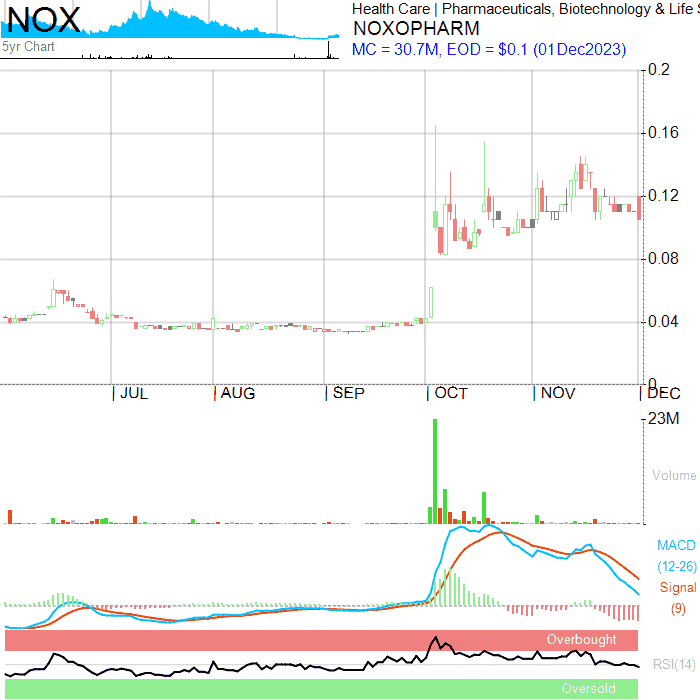 NOX
5yr Chart
Health Care | Pharmaceuticals, Biotechnology & Life S
NOXOPHARM
MC = 30.7M, EOD = $0.1 (01Dec2023)
0.2
0.16
0.12
0.08
0.04
0
| JUL | AUG | SEP | OCT | NOV | DEC
23M
Volume
MACD
(12-26)
Signal
(9)
Overbought
RSI(14)
Oversold